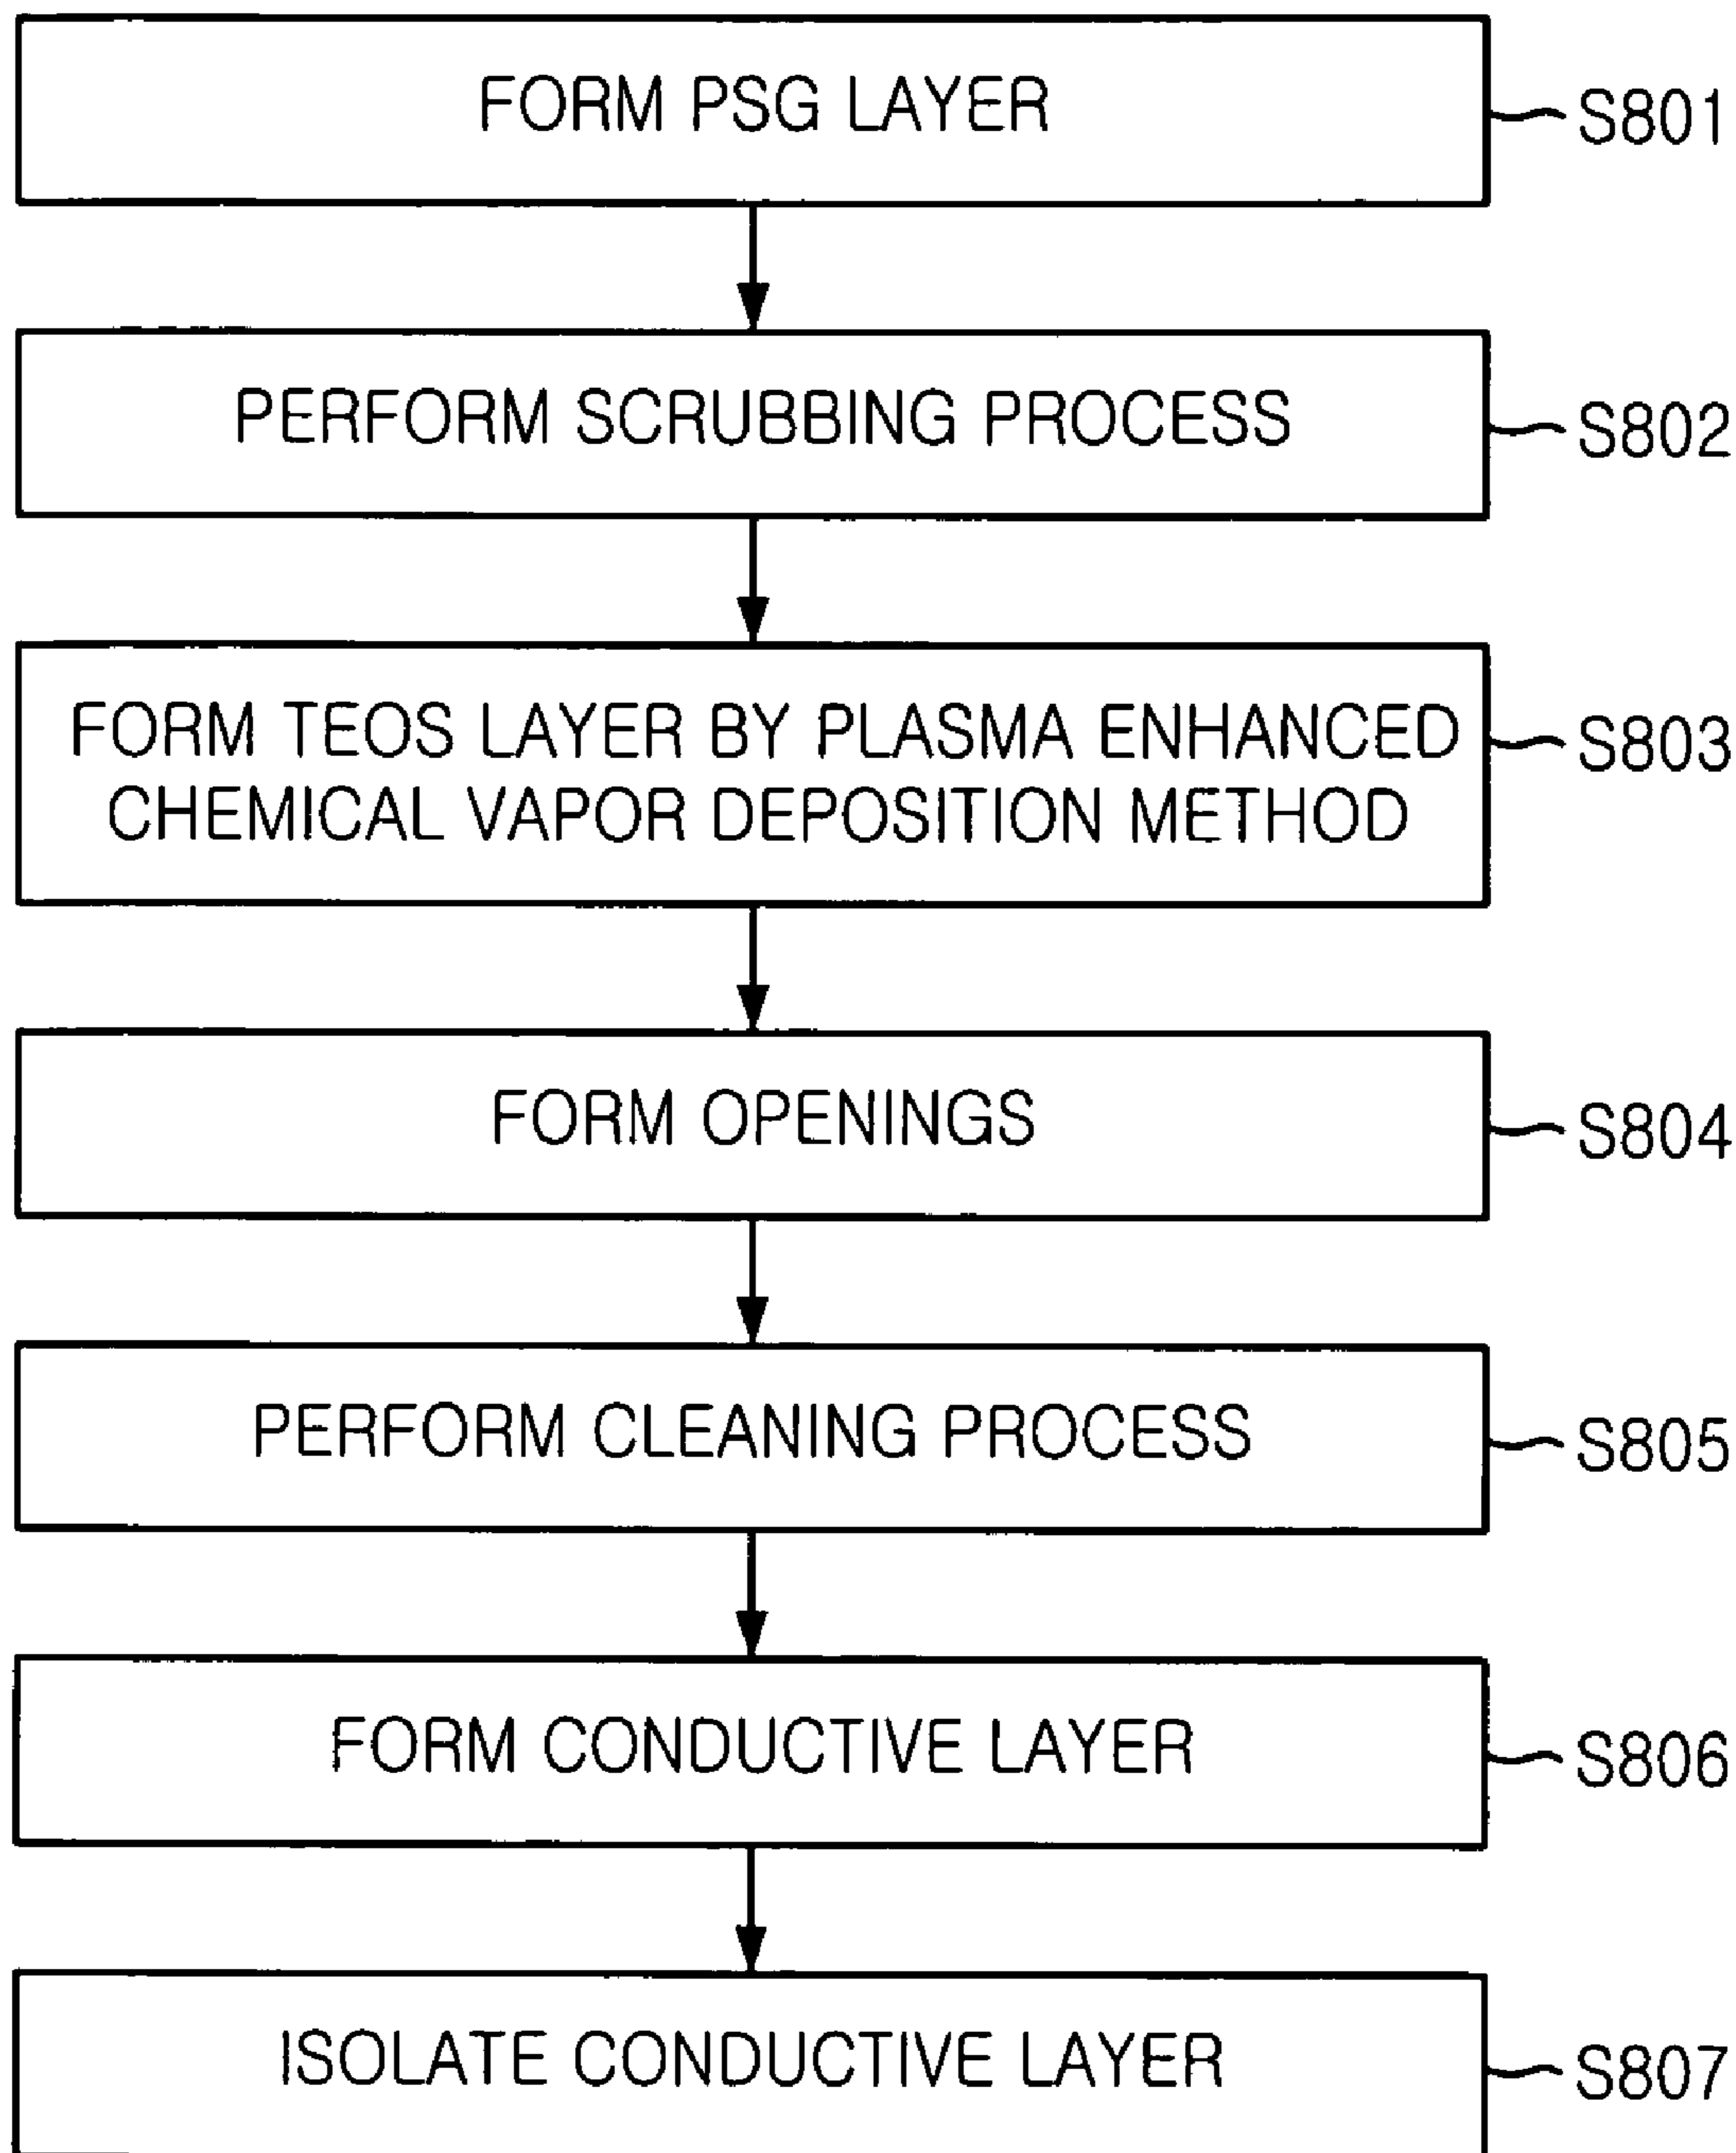 FORM PSG LAYER
S801
PERFORM SCRUBBING PROCESS
S802
FORM TEOS LAYER BY PLASMA ENHANCED
CHEMICAL VAPOR DEPOSITION METHOD
S803
FORM OPENINGS
S804
PERFORM CLEANING PROCESS
S805
FORM CONDUCTIVE LAYER
S806
ISOLATE CONDUCTIVE LAYER
S807